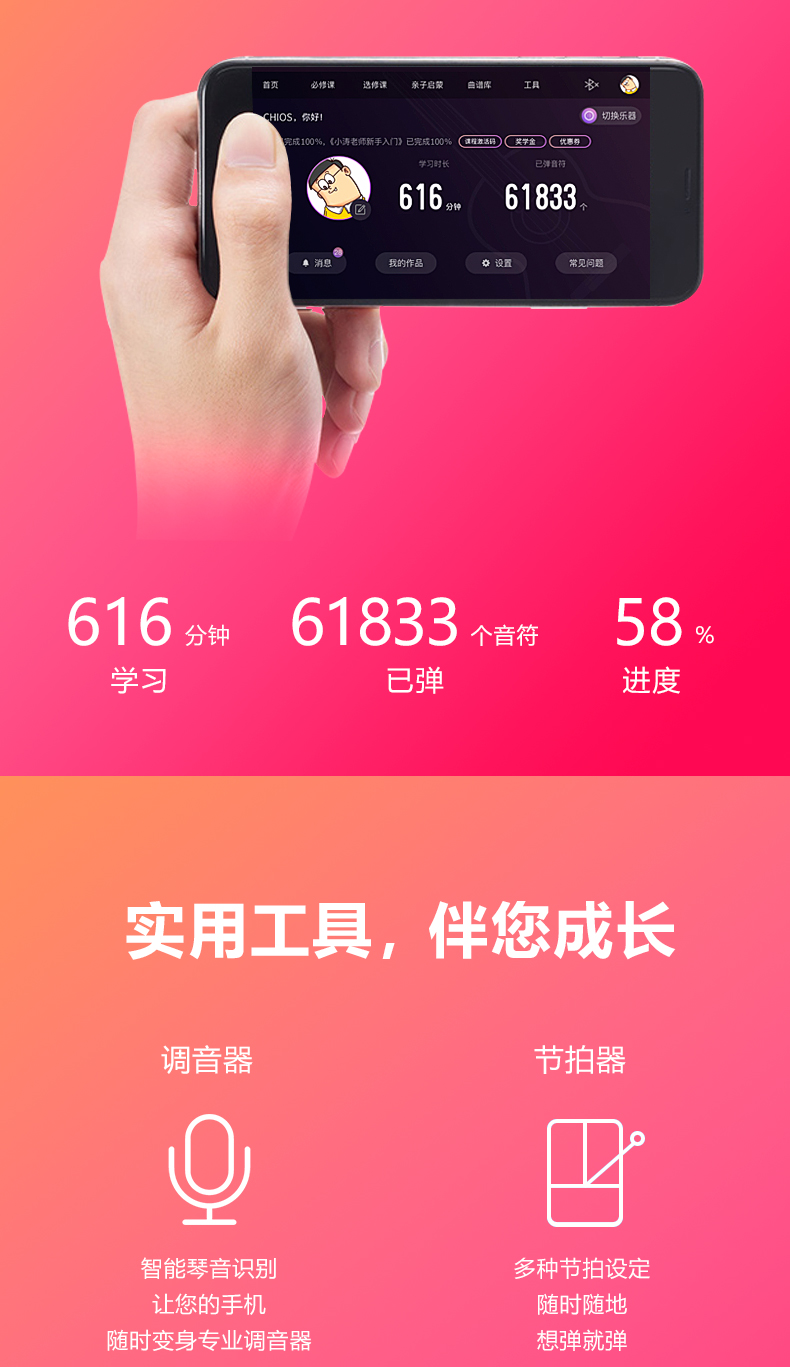 首页 必修课 选修课 亲子启蒙 曲谱库 工具
CHIOS，你好！ 切换乐器
完成100%，《小涛老师新手入门》已完成100% 课程激活码 奖学金 优惠券
学习时长 已弹音符
616 分钟 61833 个
消息 28 我的作品 设置 常见问题
616 分钟 61833 个音符 58 %
学习 已弹 进度
实用工具，伴您成长
调音器 节拍器
智能琴音识别 多种节拍设定
让您的手机 随时随地
随时变身专业调音器 想弹就弹